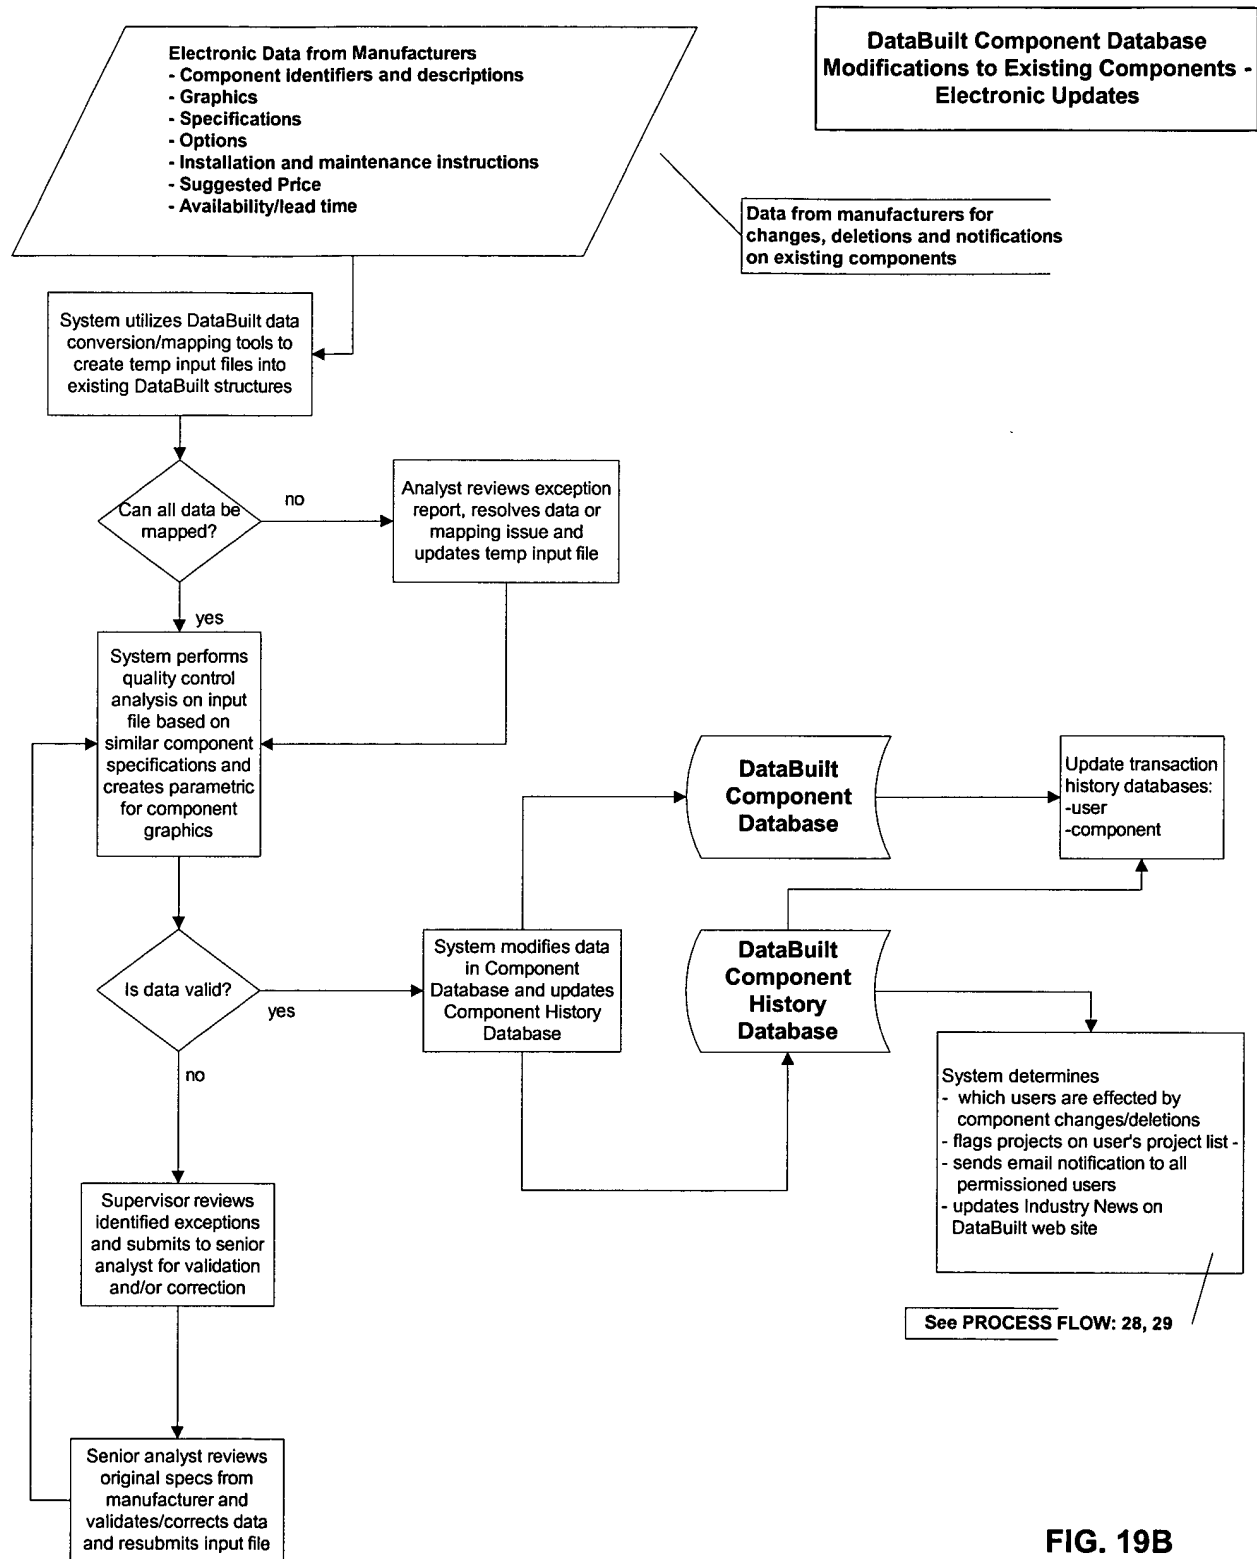 DataBuilt Component Database
Modifications to Existing Components -
Electronic Updates
Electronic Data from Manufacturers
- Component identifiers and descriptions
- Graphics
- Specifications
- Options
- Installation and maintenance instructions
- Suggested Price
- Availability/lead time
Data from manufacturers for
changes, deletions and notifications
on existing components
System utilizes DataBuilt data
conversion/mapping tools to
create temp input files into
existing DataBuilt structures
Can all data be
mapped?
no
Analyst reviews exception
report, resolves data or
mapping issue and
updates temp input file
yes
System performs
quality control
analysis on input
file based on
similar component
specifications and
creates parametric
for component
graphics
DataBuilt
Component
Database
Update transaction
history databases:
-user
-component
Is data valid?
yes
no
System modifies data
in Component
Database and updates
Component History
Database
DataBuilt
Component
History
Database
System determines
- which users are effected by
component changes/deletions
- flags projects on user's project list -
- sends email notification to all
permissioned users
- updates Industry News on
DataBuilt web site
See PROCESS FLOW: 28, 29
Supervisor reviews
identified exceptions
and submits to senior
analyst for validation
and/or correction
Senior analyst reviews
original specs from
manufacturer and
validates/corrects data
and resubmits input file
FIG. 19B